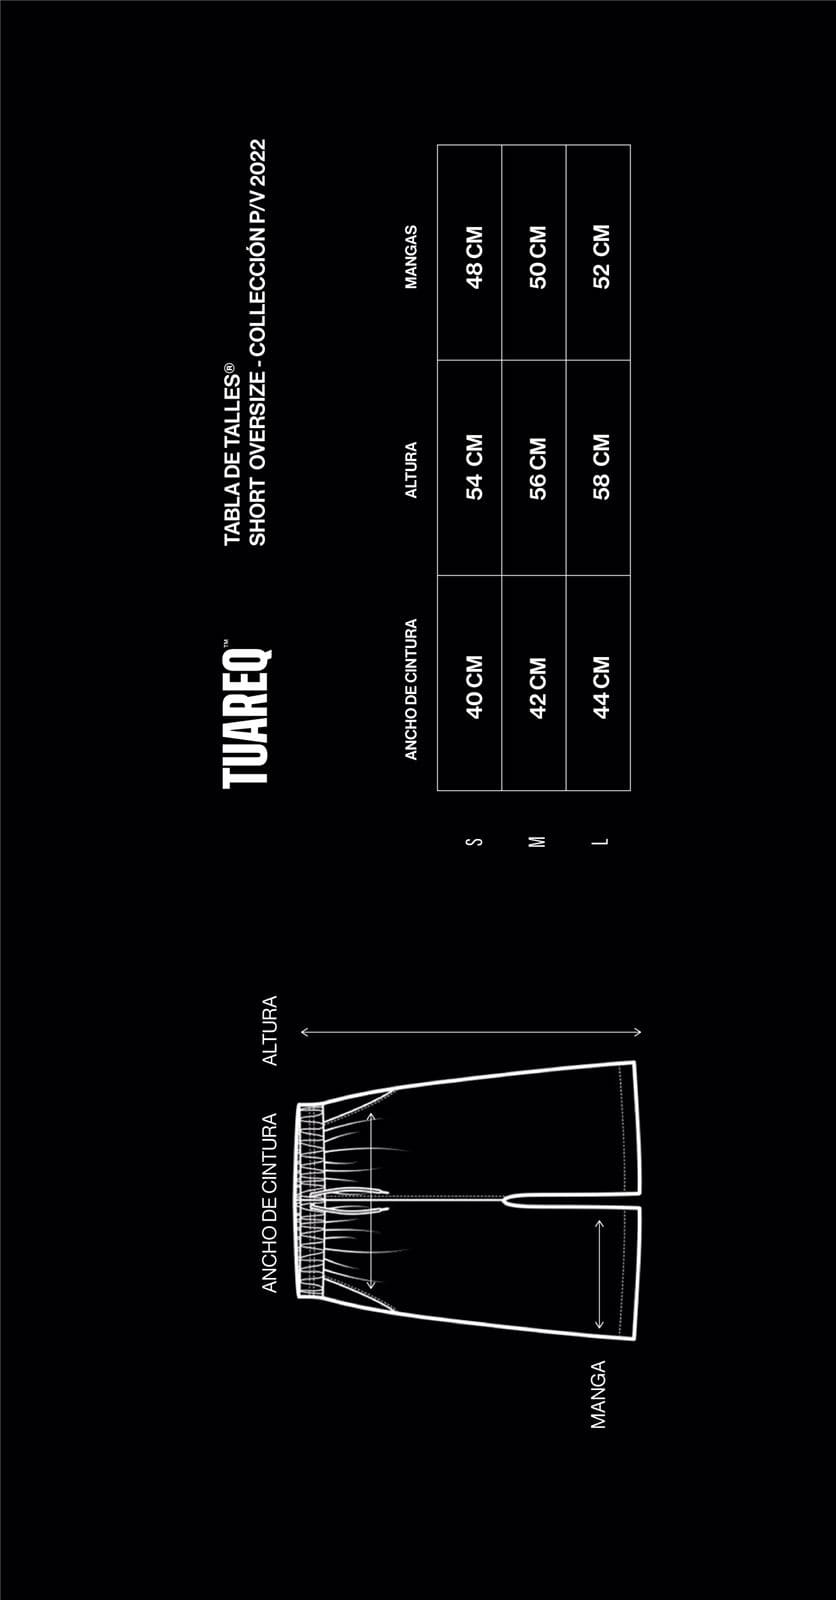 ANCHO DE CINTURA
ALTURA
MANGA
TUAREQ™
TABLA DE TALLES®
SHORT OVERSIZE - COLLECCIÓN P/V 2022
ANCHO DE CINTURA ALTURA MANGAS
S 40 CM 54 CM 48 CM
M 42 CM 56 CM 50 CM
L 44 CM 58 CM 52 CM